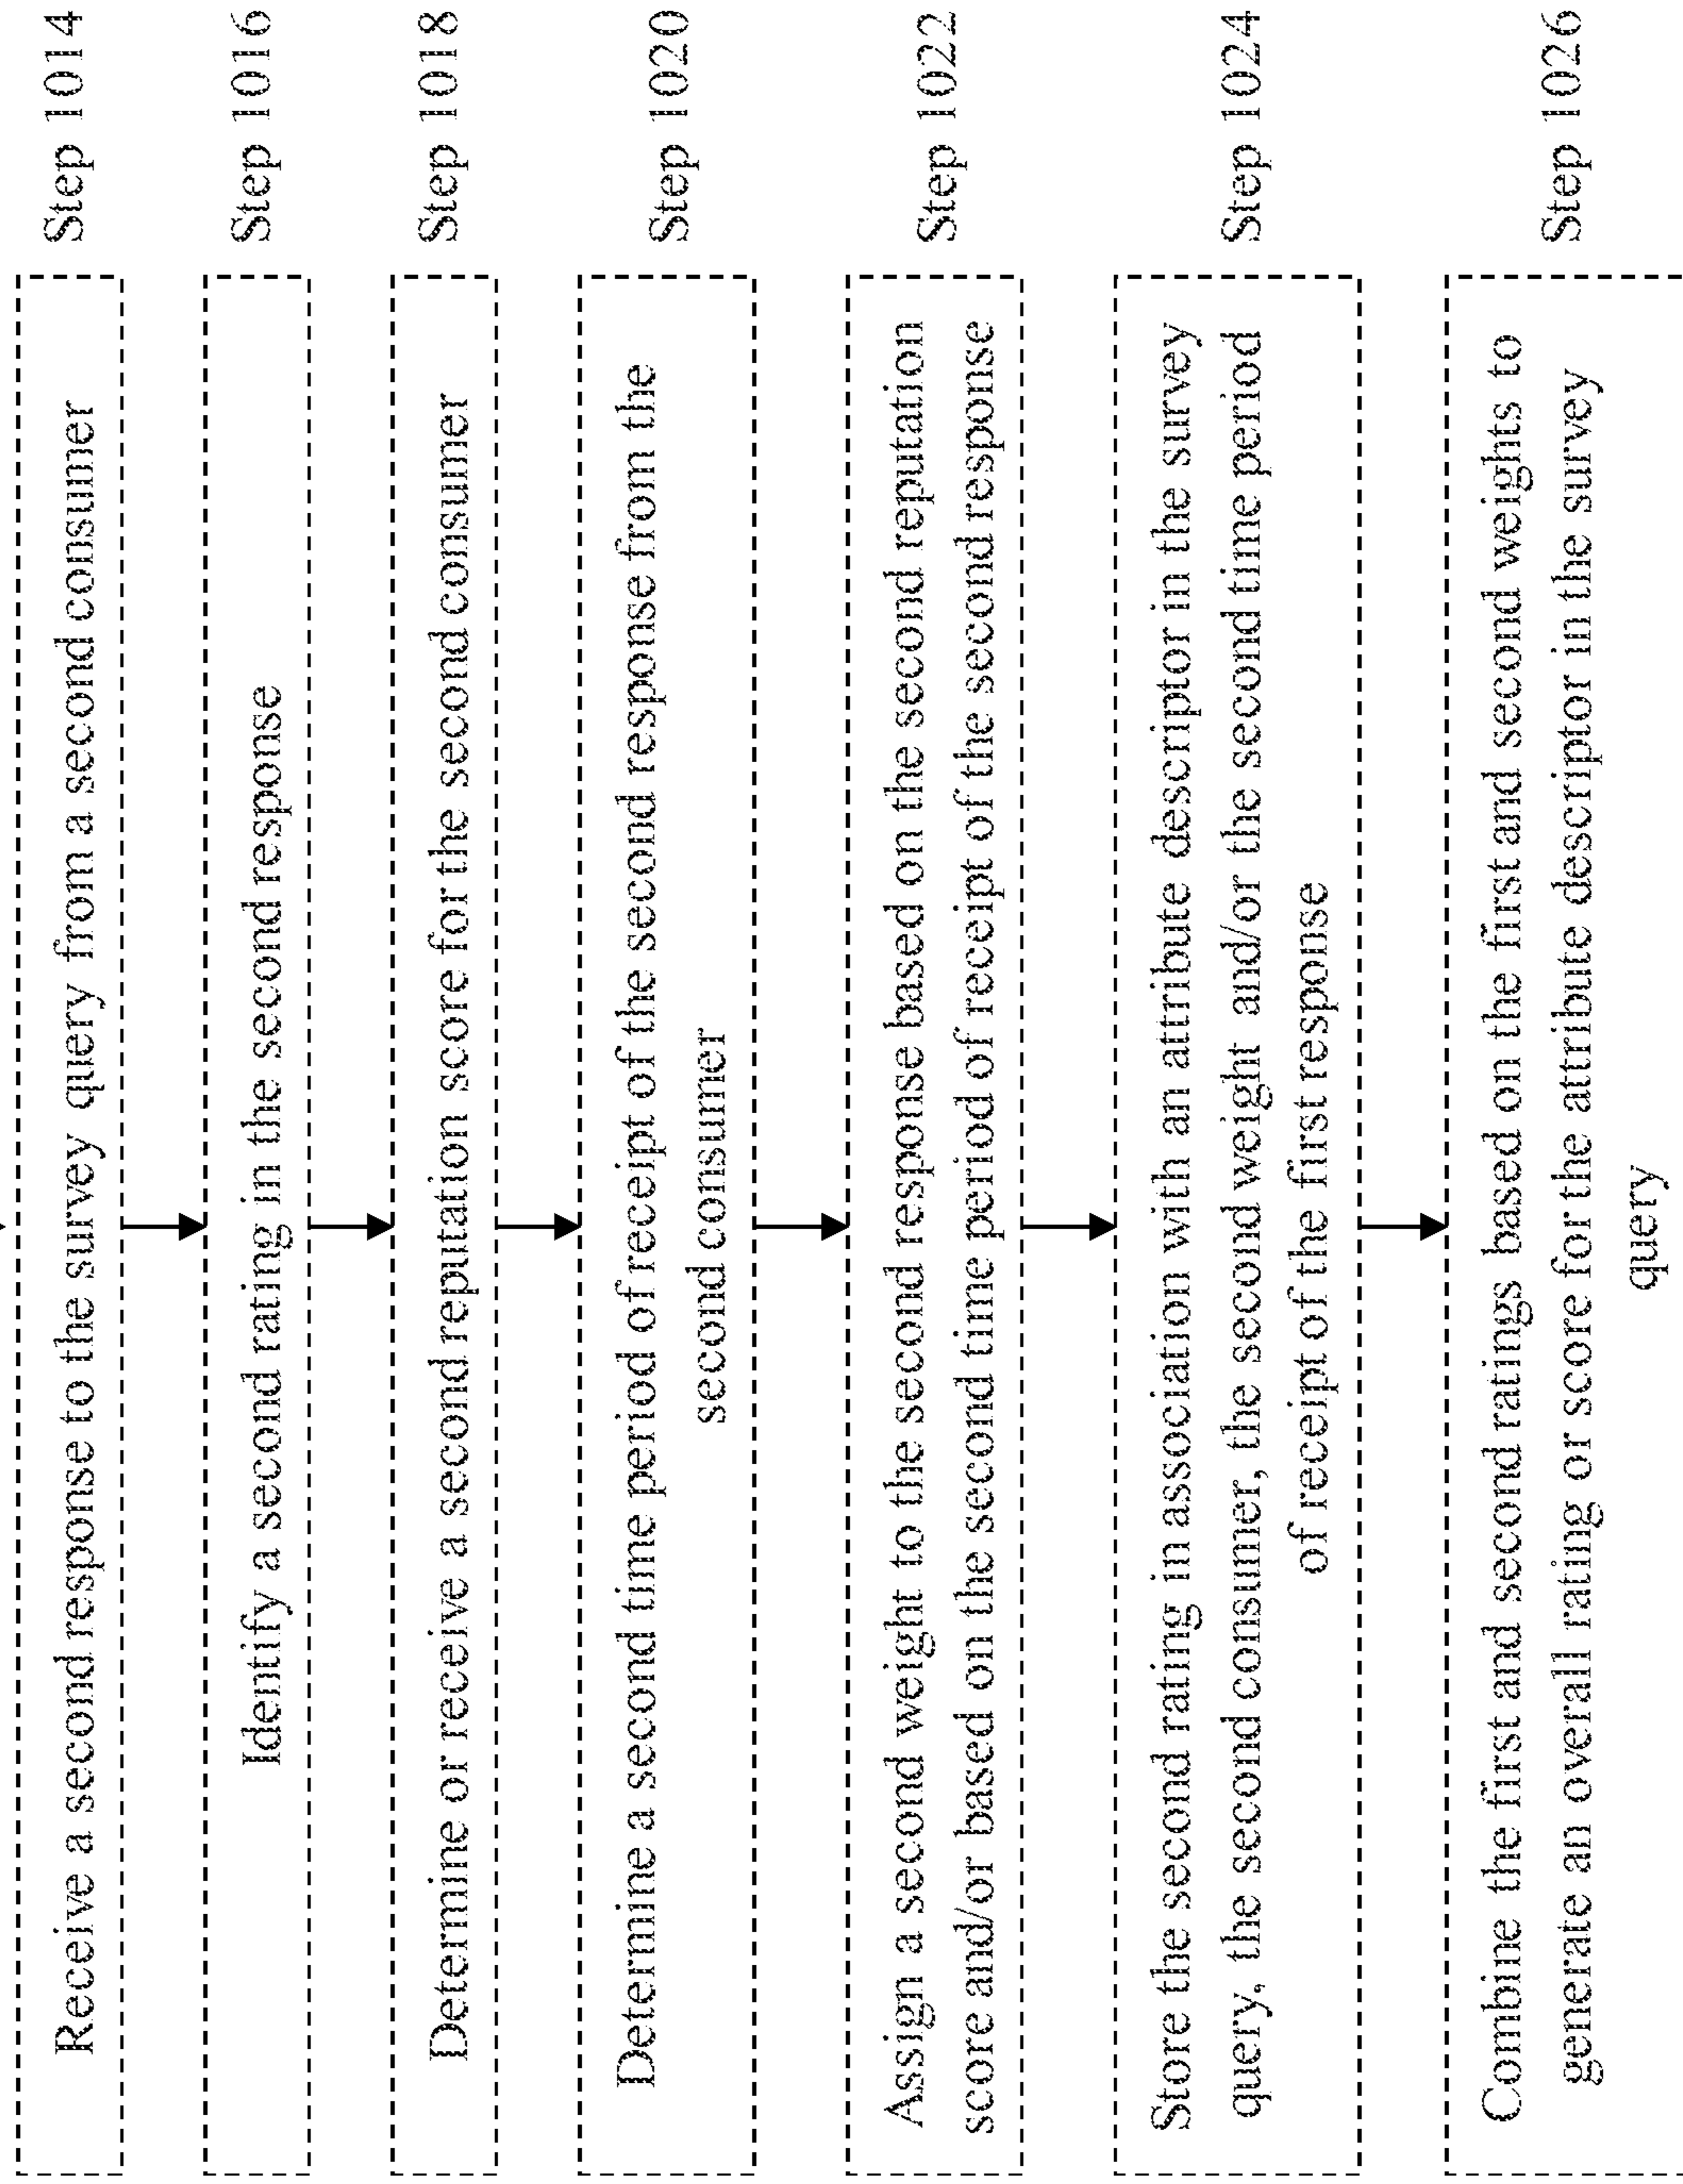 Receive a second response to the survey query from a second consumer
Step 1014
Identify a second rating in the second response
Step 1016
Determine or receive a second reputation score for the second consumer
Step 1018
Determine a second time period of receipt of the second response from the
second consumer
Step 1020
Assign a second weight to the second response based on the second reputation
score and/or based on the second time period of receipt of the second response
Step 1022
Store the second rating in association with an attribute descriptor in the survey
query, the second consumer, the second weight and/or the second time period
of receipt of the first response
Step 1024
Combine the first and second ratings based on the first and second weights to
generate an overall rating or score for the attribute descriptor in the survey
query
Step 1026